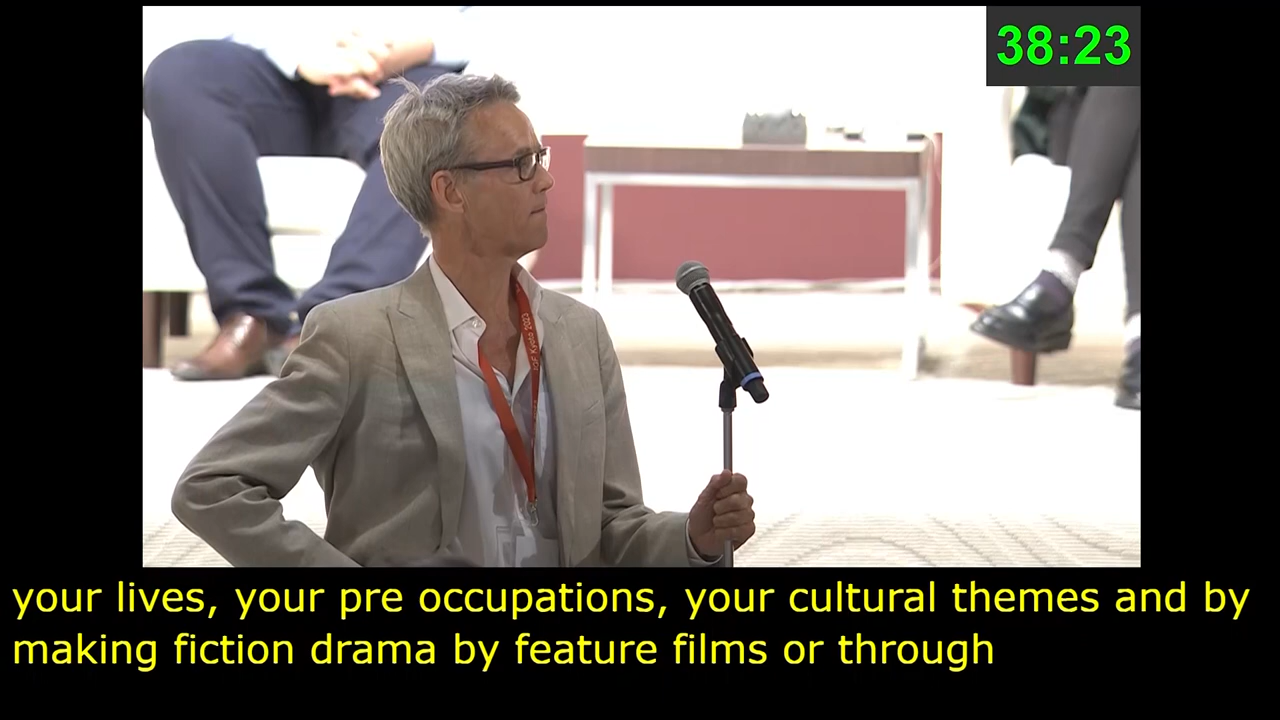 38:23
your lives, your pre occupations, your cultural themes and by
making fiction drama by feature films or through